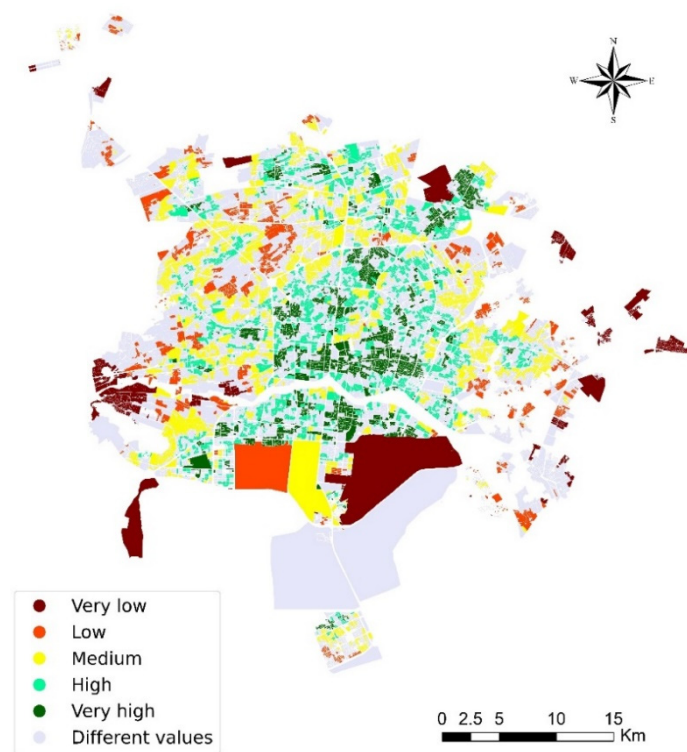 N
W E
S
Very low
Low
Medium
High
Very high
Different values
0 2.5 5 10 15
Km